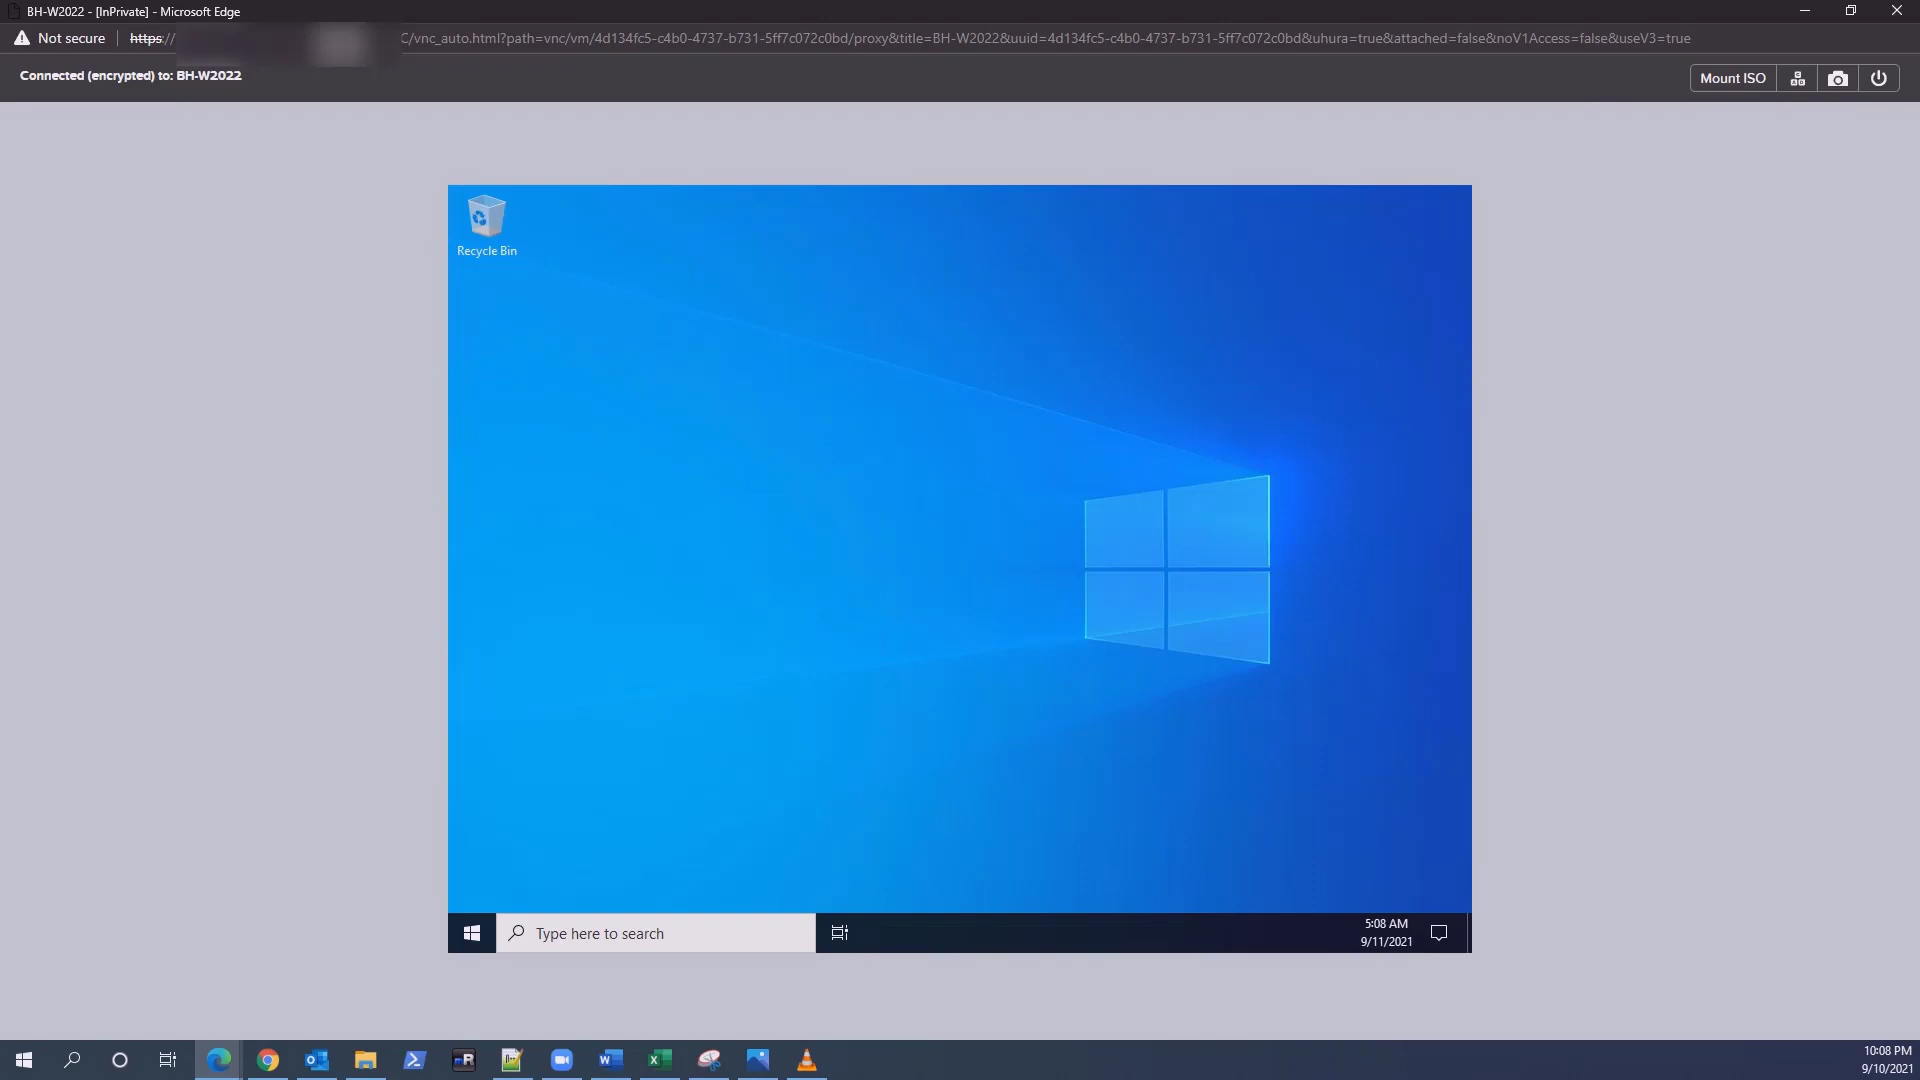 BH-W2022 - [InPrivate] - Microsoft Edge
Not secure
https://
C/vnc_auto.html?path=vnc/vm/4d134fc5-c4b0-4737-b731-5ff7c072c0bd/proxy&title=BH-W2022&uuid=4d134fc5-c4b0-4737-b731-5ff7c072c0bd&uhura=true&attached=false&noV1Access=false&useV3=true
Connected (encrypted) to: BH-W2022
Mount ISO
Recycle Bin
Type here to search
5:08 AM
9/11/2021
10:08 PM
9/10/2021